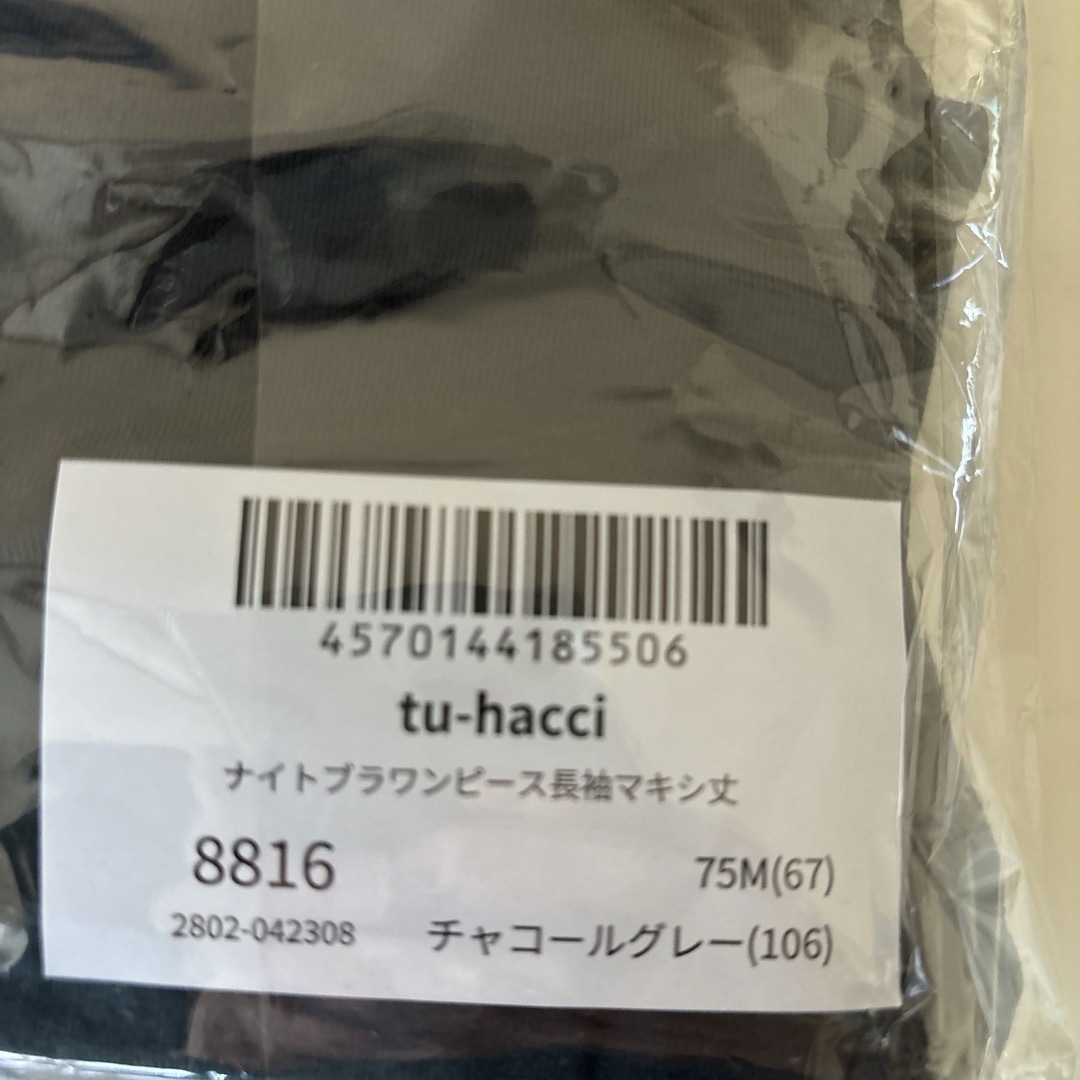 4570144185506
tu-hacci
ナイトブラワンピース長袖マキシ丈
8816
75M(67)
2802-042308
チャコールグレー(106)